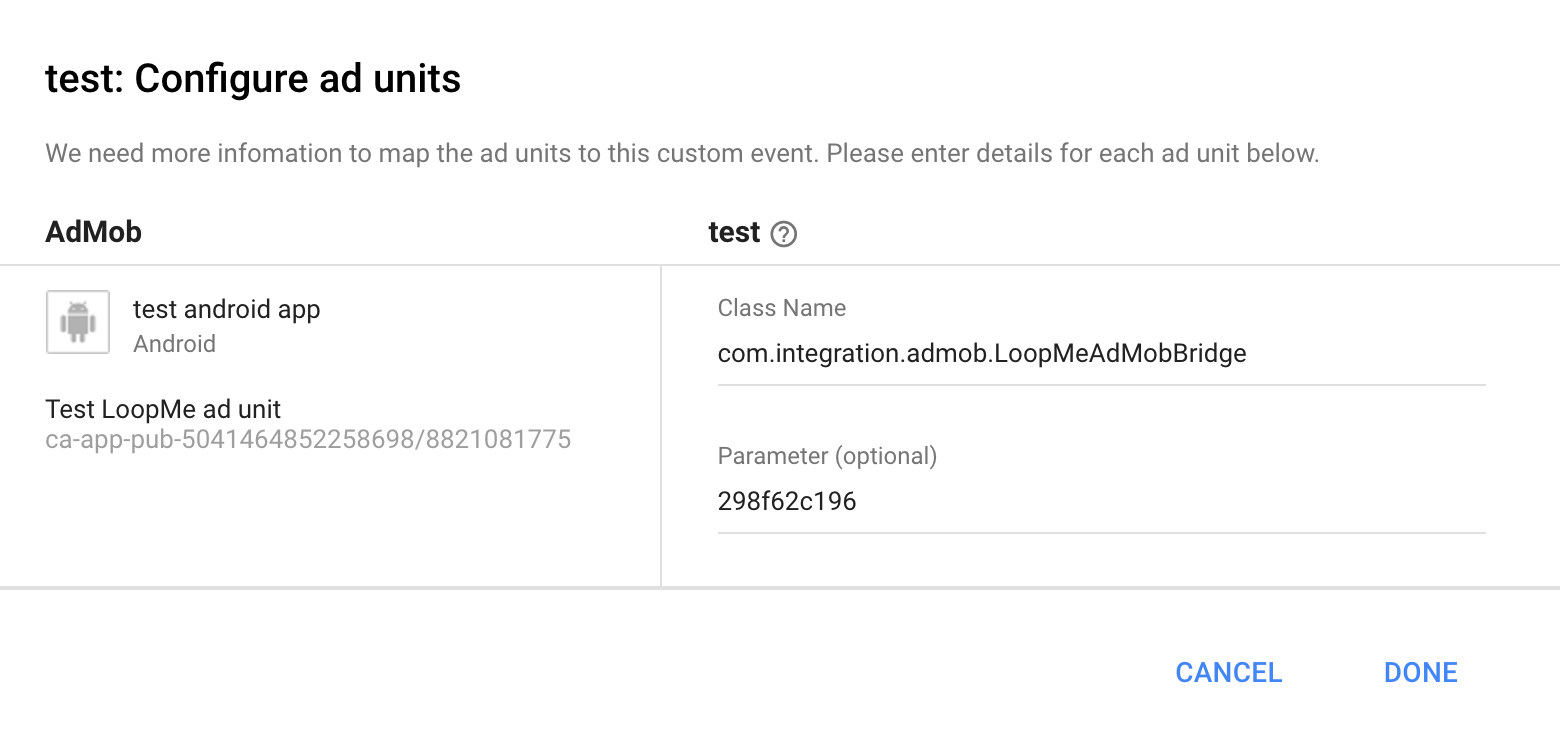 test: Configure ad units
We need more infomation to map the ad units to this custom event. Please enter details for each ad unit below.
AdMob
test ?
test android app
Android
Test LoopMe ad unit
ca-app-pub-5041464852258698/8821081775
Class Name
com.integration.admob.LoopMeAdMobBridge
Parameter (optional)
298f62c196
CANCEL
DONE